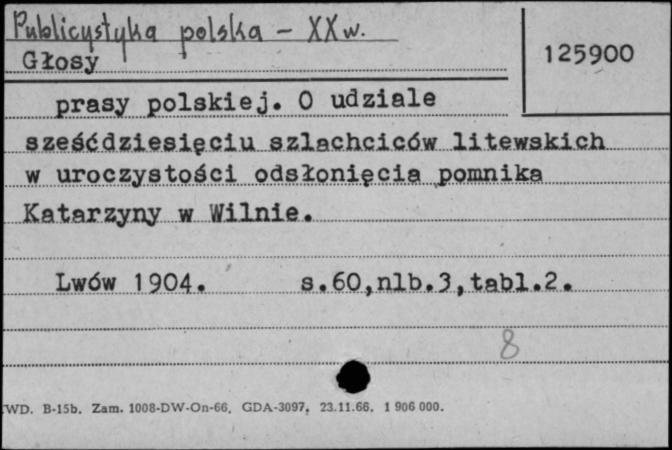 Publicystyka polska - XX w.
Głosy
125900
prasy polskiej. O udziale
sześćdziesięciu szlachciców litewskich
w uroczystości odsłonięcia pomnika
Katarzyny w Wilnie.
Lwów 1904. s.60,nlb.3,tabl.2.
8
WD. B-15b. Zam. 1008-DW-On-66. GDA-3097. 23.11.66. 1 906 000.